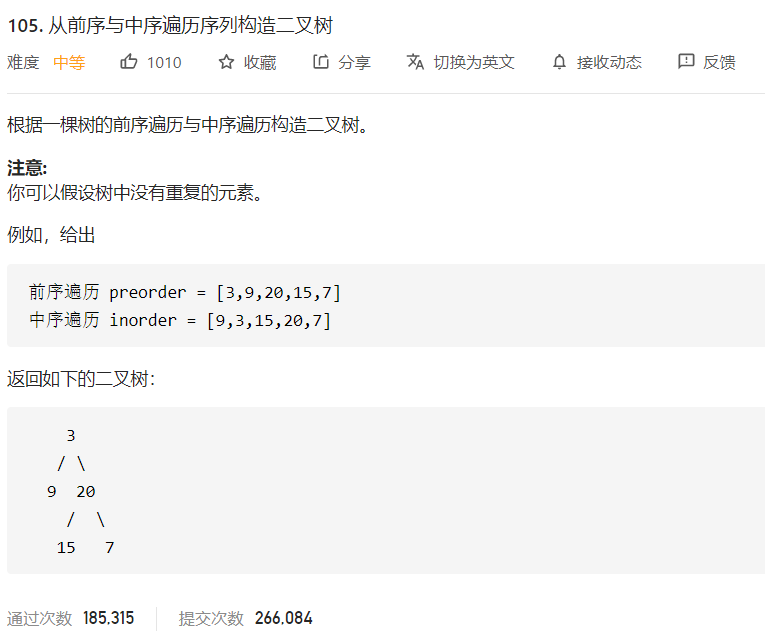 105. 从前序与中序遍历序列构造二叉树
难度 中等 1010 收藏 分享 切换为英文 接收动态 反馈
根据一棵树的前序遍历与中序遍历构造二叉树。
注意:
你可以假设树中没有重复的元素。
例如，给出
前序遍历 preorder = [3,9,20,15,7]
中序遍历 inorder = [9,3,15,20,7]
返回如下的二叉树：
3
/ \
9 20
/ \
15 7
通过次数 185,315 提交次数 266,084